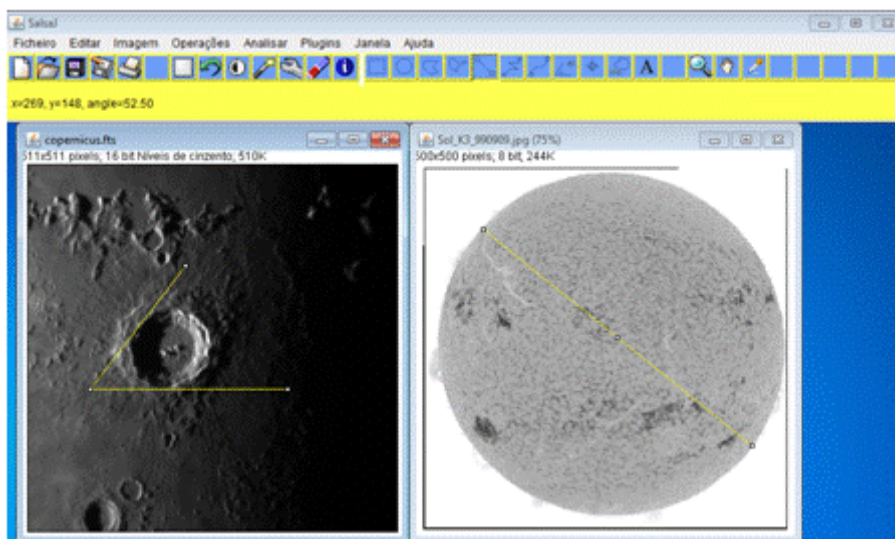 SalsaJ
Ficheiro Editar Imagem Operações Analisar Plugins Janela Ajuda
A
x=269, y=148, angle=52.50
copernicus.fts
511x511 pixels; 16 bit Níveis de cinzento; 510K
Sol_K3_990909.jpg (75%)
500x500 pixels; 8 bit; 244K